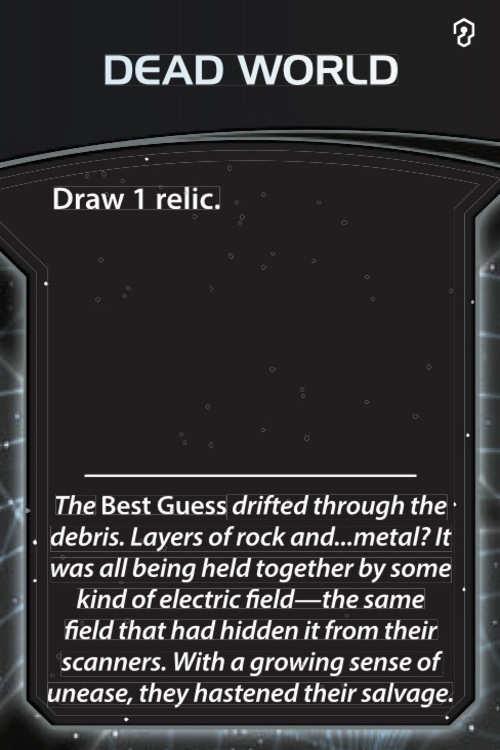 DEAD WORLD
Draw 1 relic.
The Best Guess drifted through the
debris. Layers of rock and...metal? It
was all being held together by some
kind of electric field—the same
field that had hidden it from their
scanners. With a growing sense of
unease, they hastened their salvage.